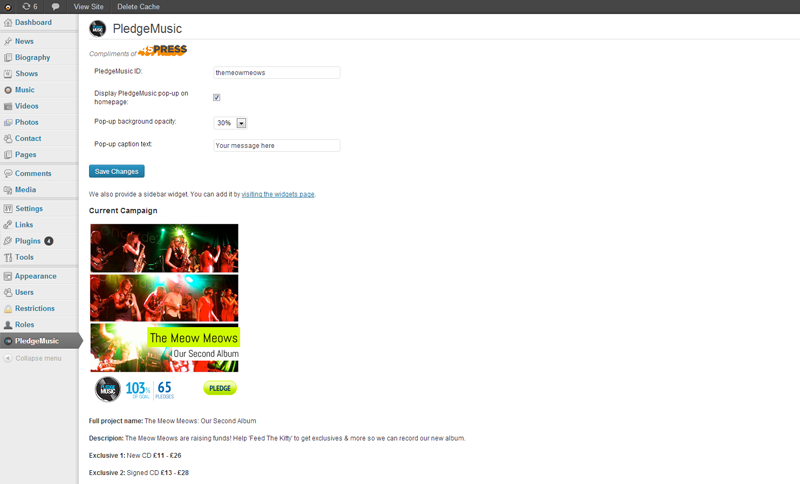 6
View Site
Delete Cache
Dashboard
News
Biography
Shows
Music
Videos
Photos
Contact
Pages
Comments
Media
Settings
Links
Plugins 4
Tools
Appearance
Users
Restrictions
Roles
PledgeMusic
Collapse menu
PledgeMusic
Compliments of 45PRESS
PledgeMusic ID:
themeowmeows
Display PledgeMusic pop-up on
homepage:
Pop-up background opacity:
30%
Pop-up caption text:
Your message here
Save Changes
We also provide a sidebar widget. You can add it by visiting the widgets page.
Current Campaign
The Meow Meows
Our Second Album
PLEDGE
MUSIC
103%
OF GOAL
65
PLEDGES
PLEDGE
Full project name: The Meow Meows: Our Second Album
Descripion: The Meow Meows are raising funds! Help 'Feed The Kitty' to get exclusives & more so we can record our new album.
Exclusive 1: New CD £11 - £26
Exclusive 2: Signed CD £13 - £28